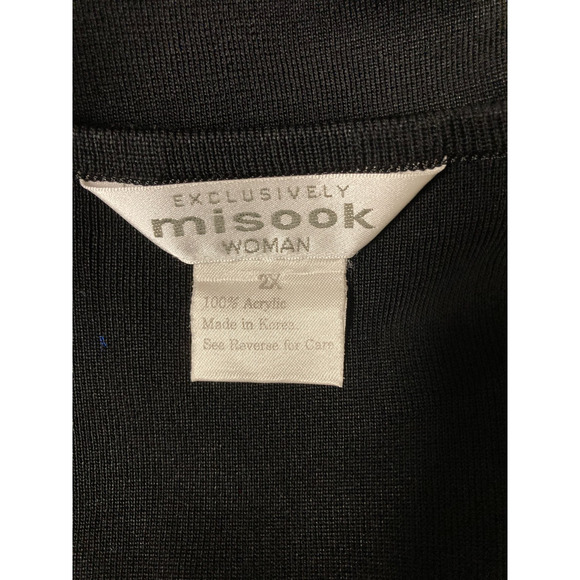 EXCLUSIVELY
misook
WOMAN
2X
100% Acrylic
Made in Korea.
See Reverse for Care